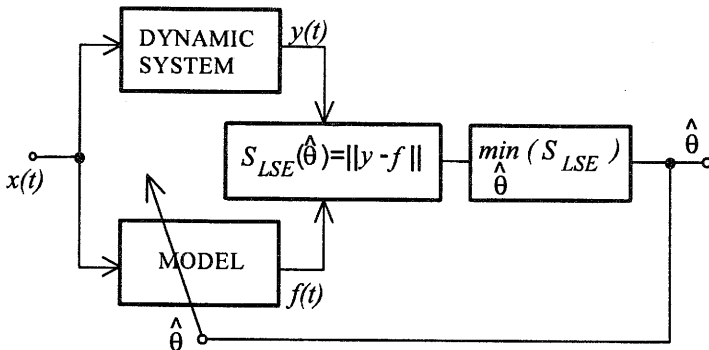 DYNAMIC
SYSTEM
y(t)
x(t)
S_LSE(θ̂)=||y - f||
min (S_LSE)
θ̂
θ̂
MODEL
f(t)
θ̂